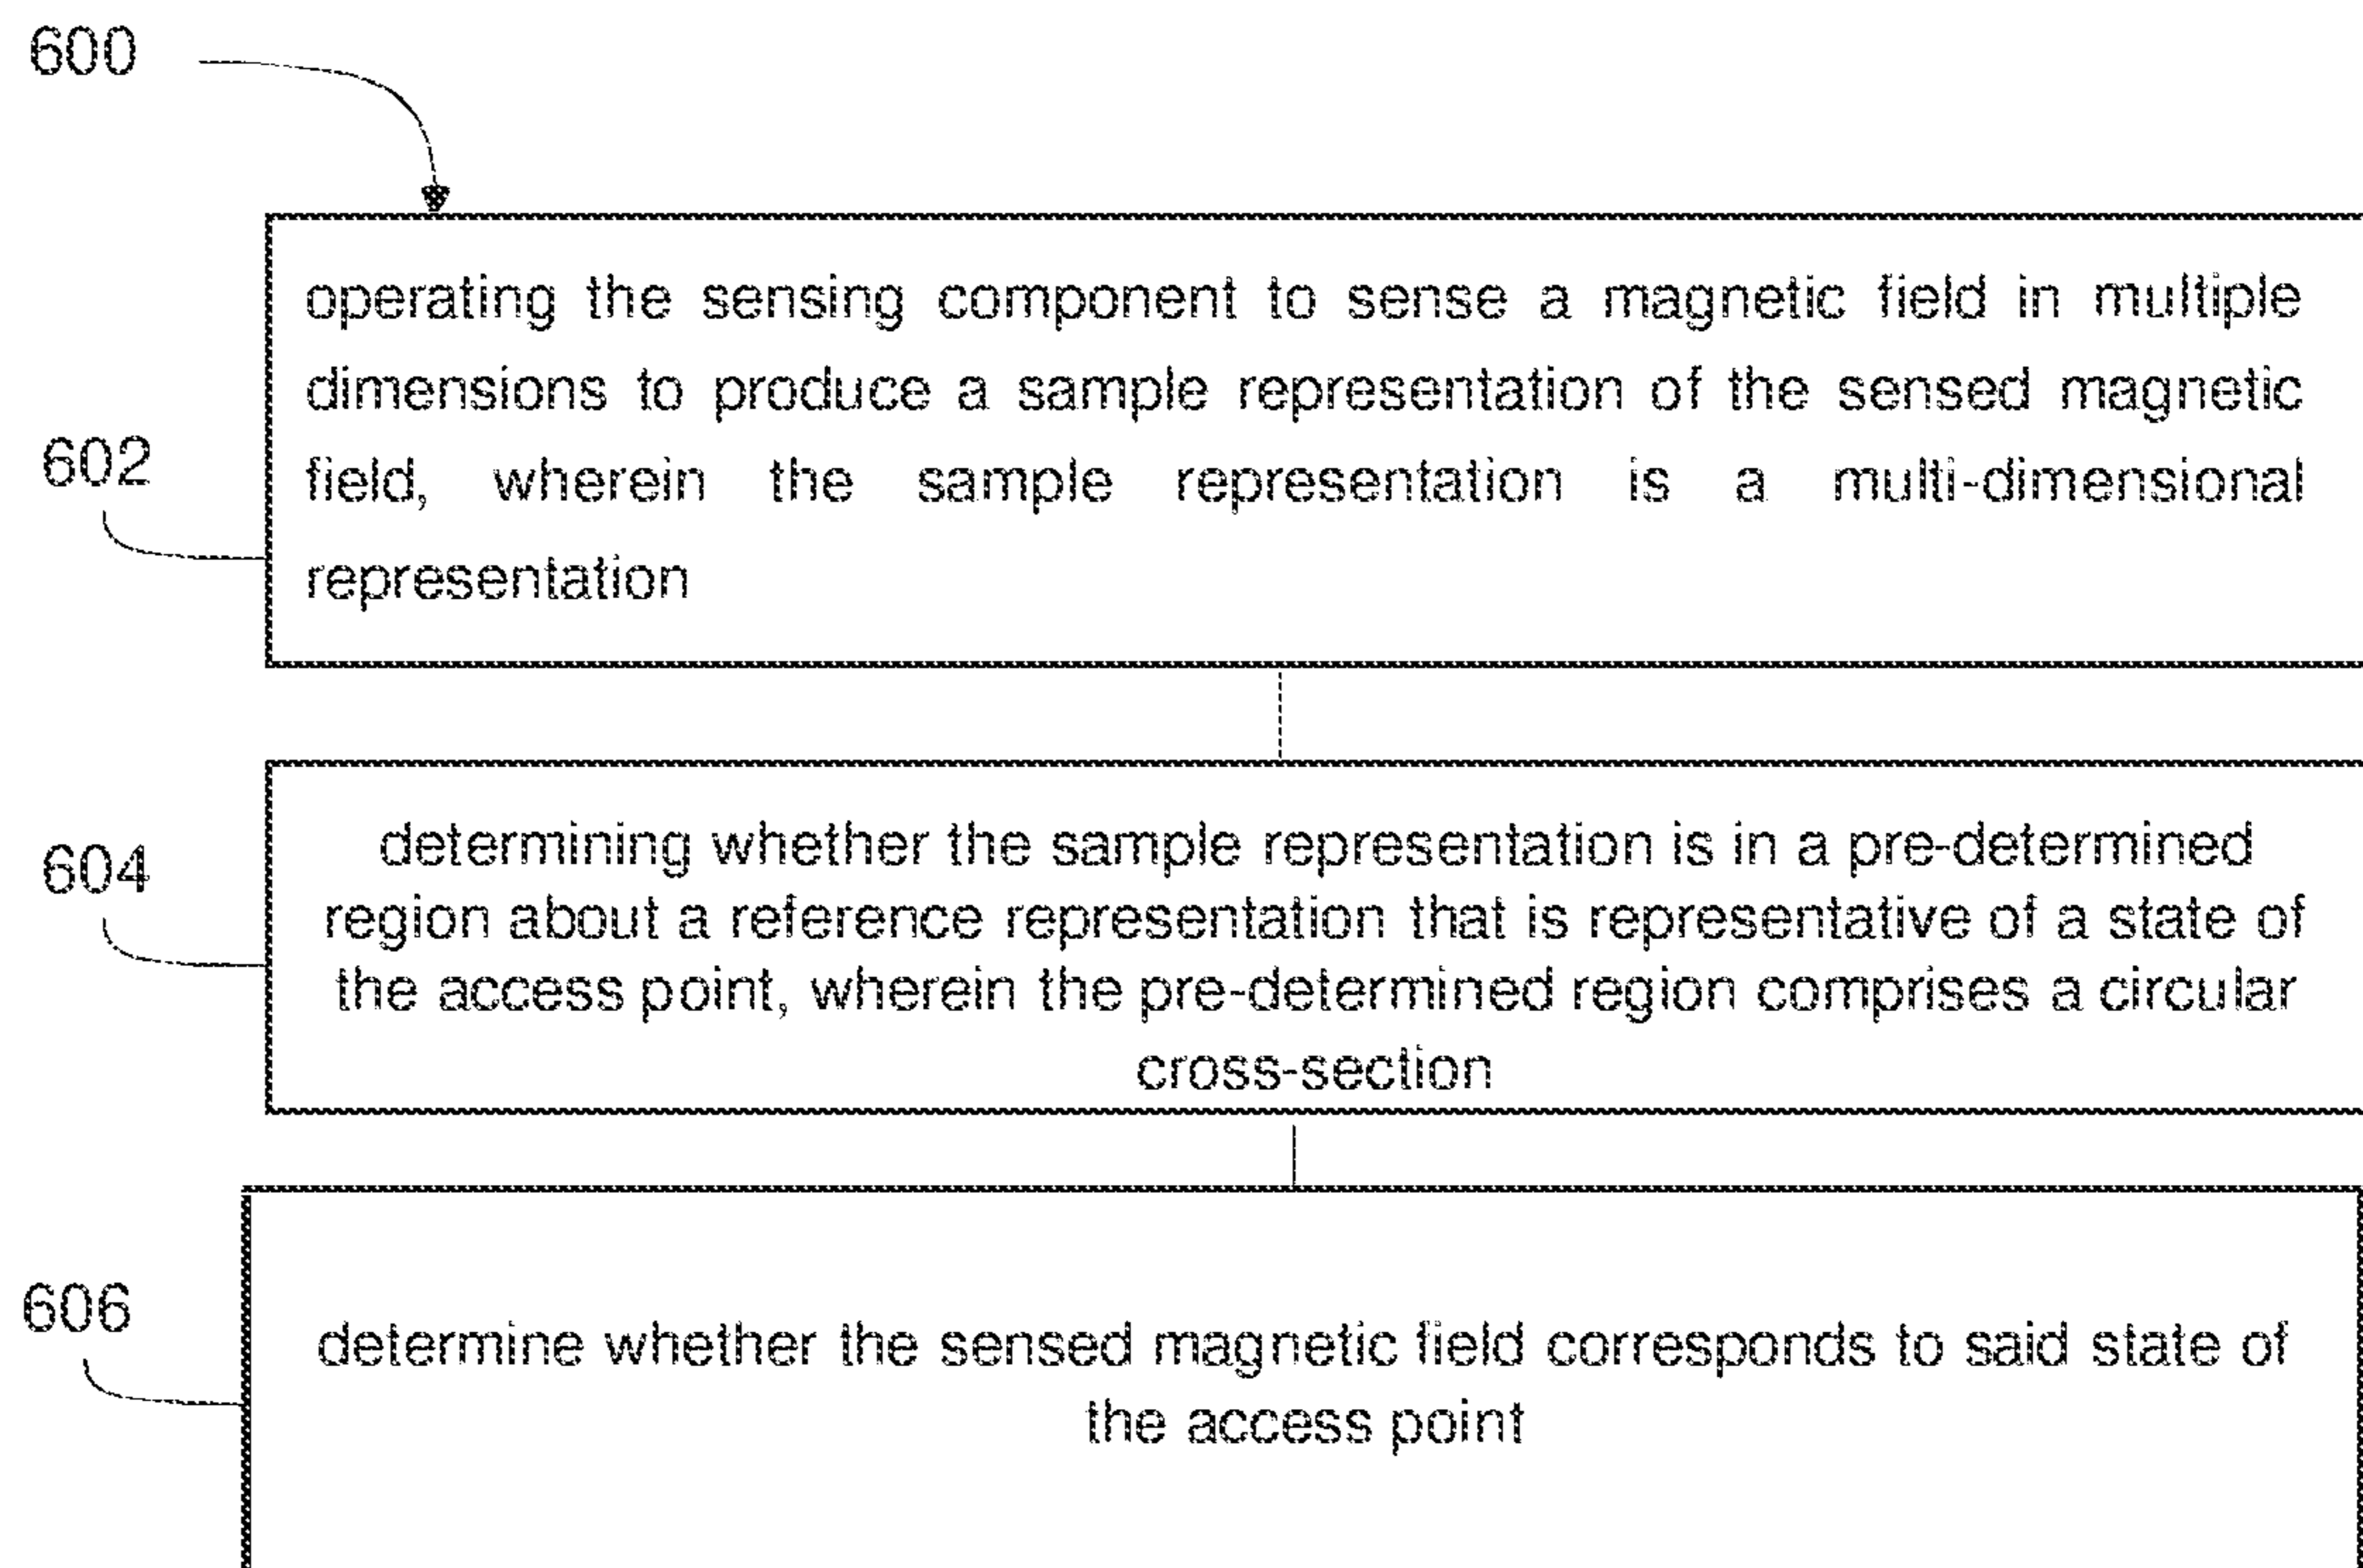 600
operating the sensing component to sense a magnetic field in multiple
dimensions to produce a sample representation of the sensed magnetic
602
field, wherein the sample representation is a multi-dimensional
representation
determining whether the sample representation is in a pre-determined
604
region about a reference representation that is representative of a state of
the access point, wherein the pre-determined region comprises a circular
cross-section
606
determine whether the sensed magnetic field corresponds to said state of
the access point